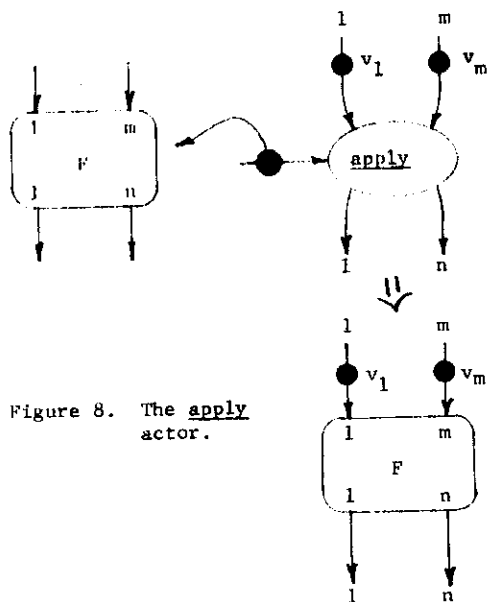 1 m
v1 vm
1 m
F
1 n
apply
1 n
1 m
v1 vm
Figure 8. The apply
actor.
1 m
F
1 n
1 n